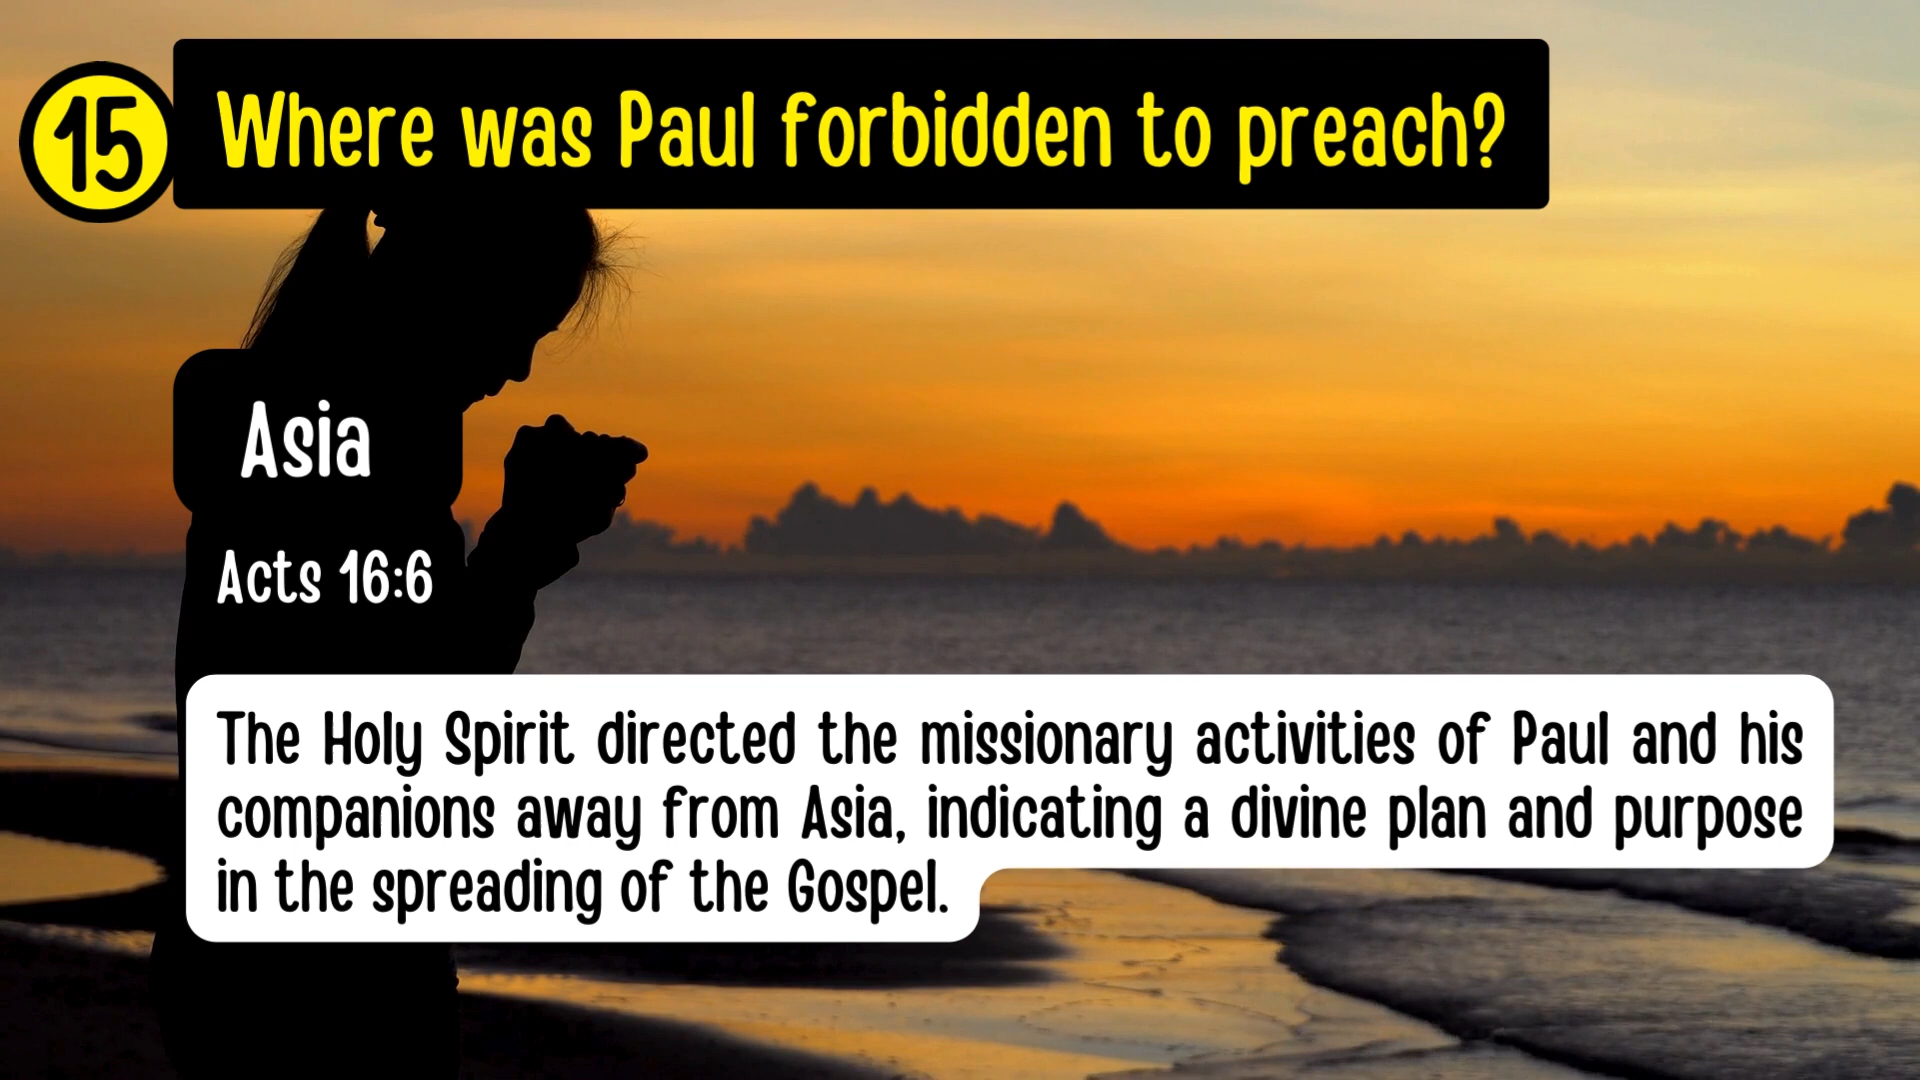 15
Where was Paul forbidden to preach?
Asia
Acts 16:6
The Holy Spirit directed the missionary activities of Paul and his
companions away from Asia, indicating a divine plan and purpose
in the spreading of the Gospel.